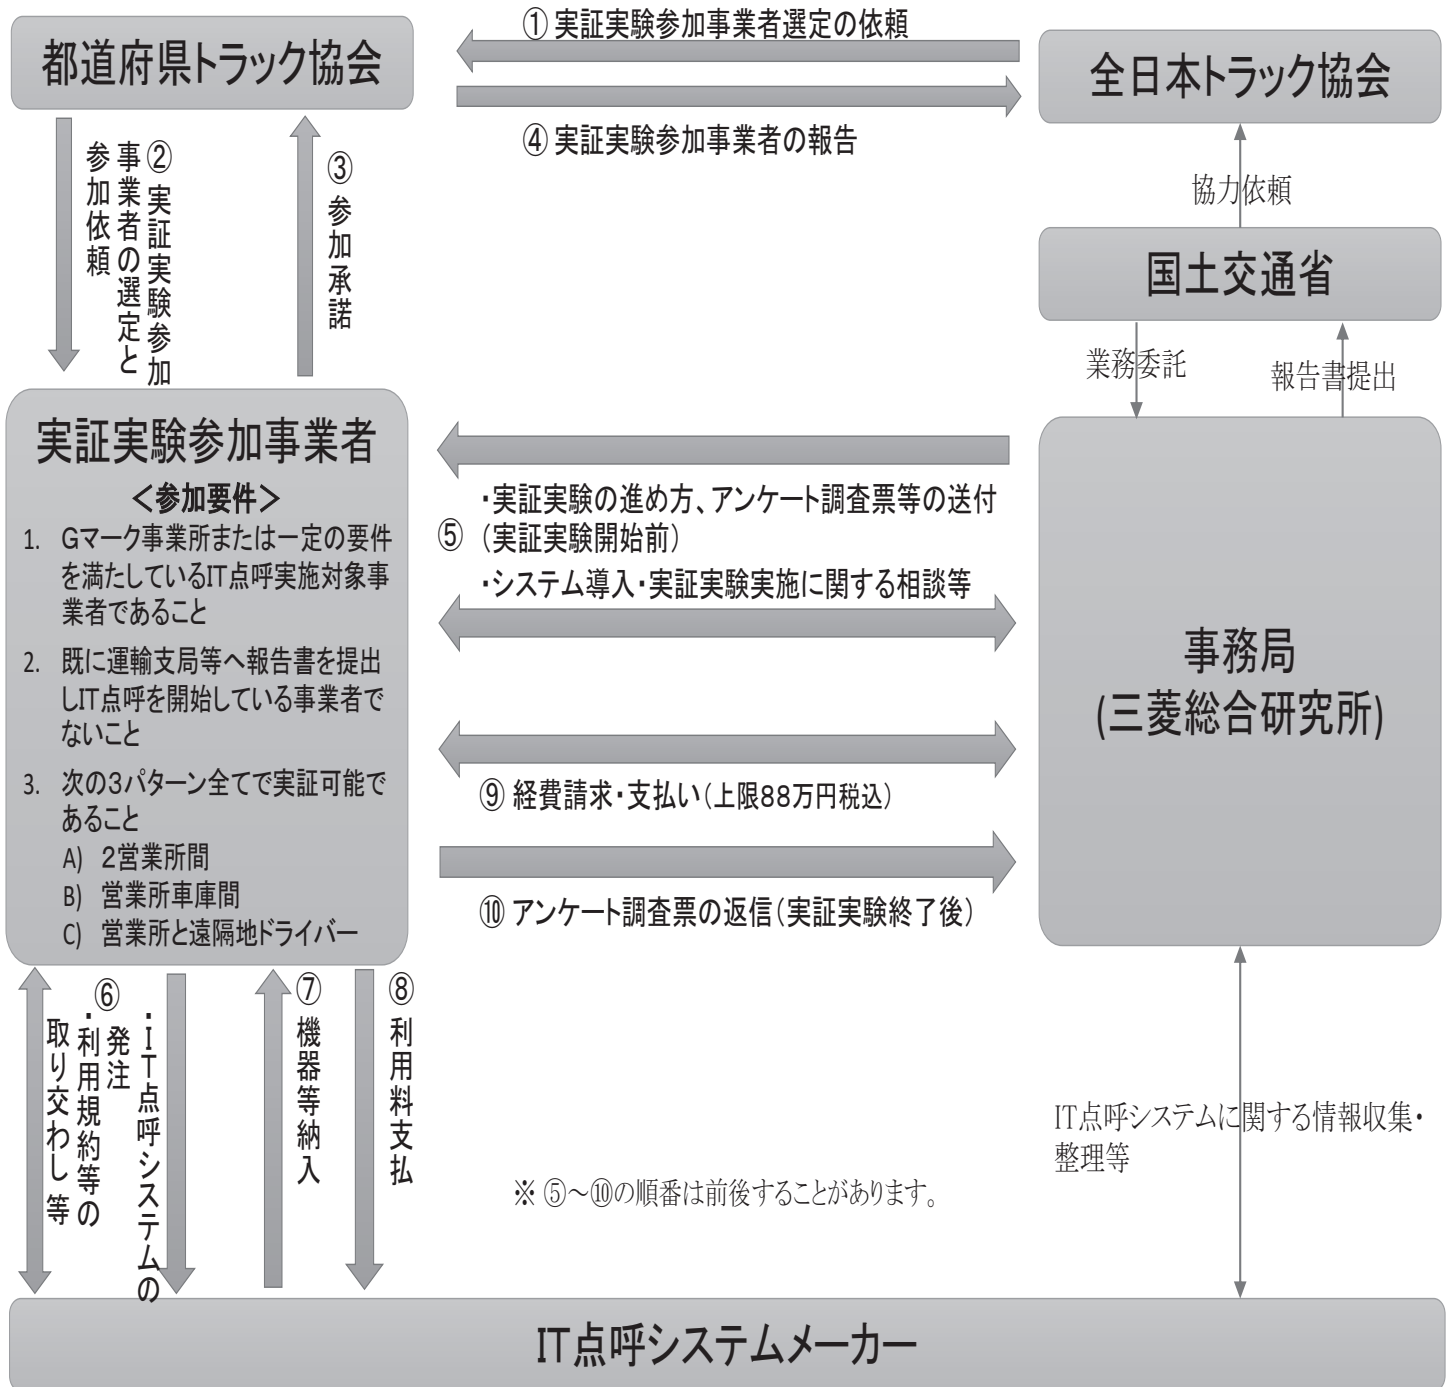 ① 実証実験参加事業者選定の依頼
都道府県トラック協会
全日本トラック協会
④ 実証実験参加事業者の報告
② 実証実験参加
事業者の選定と
参加依頼
③ 参加承諾
協力依頼
国土交通省
業務委託
報告書提出
実証実験参加事業者
<参加要件>
1. Gマーク事業所または一定の要件
を満たしているIT点呼実施対象事
業者であること
2. 既に運輸支局等へ報告書を提出
しIT点呼を開始している事業者で
ないこと
3. 次の3パターン全てで実証可能で
あること
A) 2営業所間
B) 営業所車庫間
C) 営業所と遠隔地ドライバー
・実証実験の進め方、アンケート調査票等の送付
⑤ (実証実験開始前)
・システム導入・実証実験実施に関する相談等
事務局
(三菱総合研究所)
⑨ 経費請求・支払い(上限88万円税込)
⑩ アンケート調査票の返信(実証実験終了後)
⑥
・IT点呼システムの
発注
・利用規約等の
取り交わし等
⑦ 機器等納入
⑧ 利用料支払
IT点呼システムに関する情報収集・
整理等
※ ⑤~⑩の順番は前後することがあります。
IT点呼システムメーカー